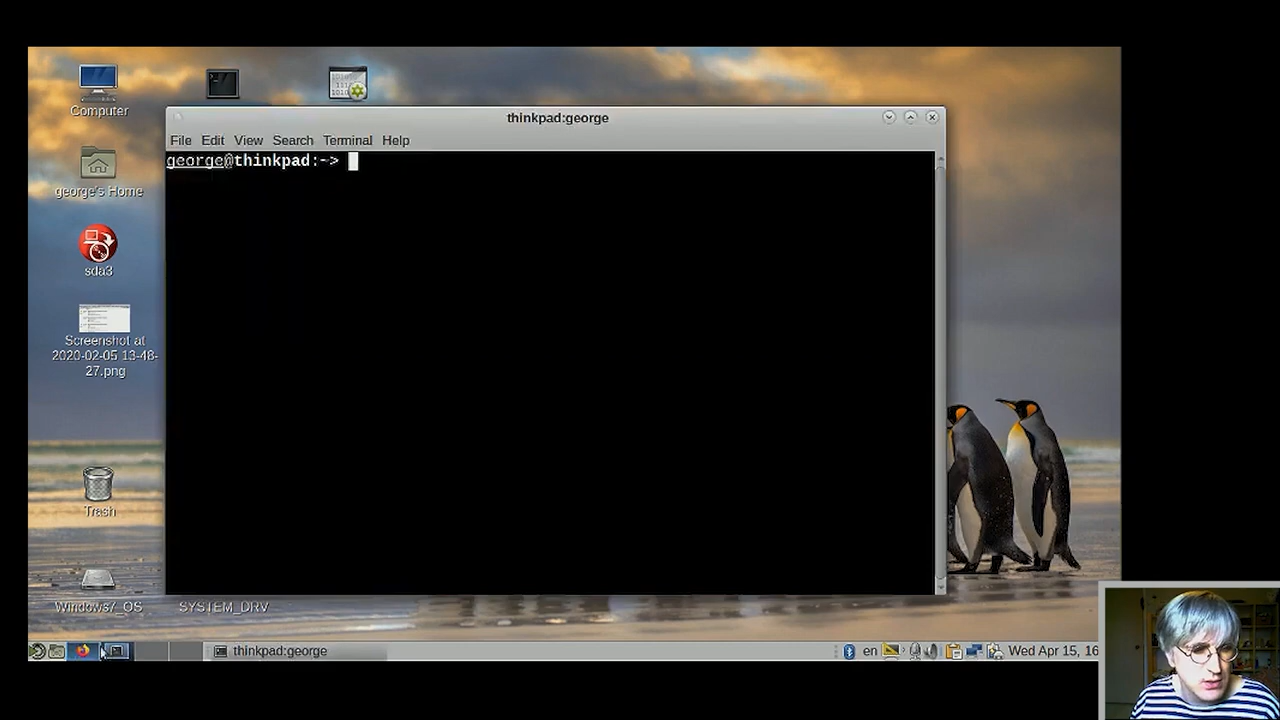 Computer
thinkpad:george
File Edit View Search Terminal Help
george@thinkpad:~>
george's Home
sda3
Screenshot at
2020-02-05 13-48-
27.png
Trash
Windows7_OS
SYSTEM_DRV
thinkpad:george
en
Wed Apr 15, 16